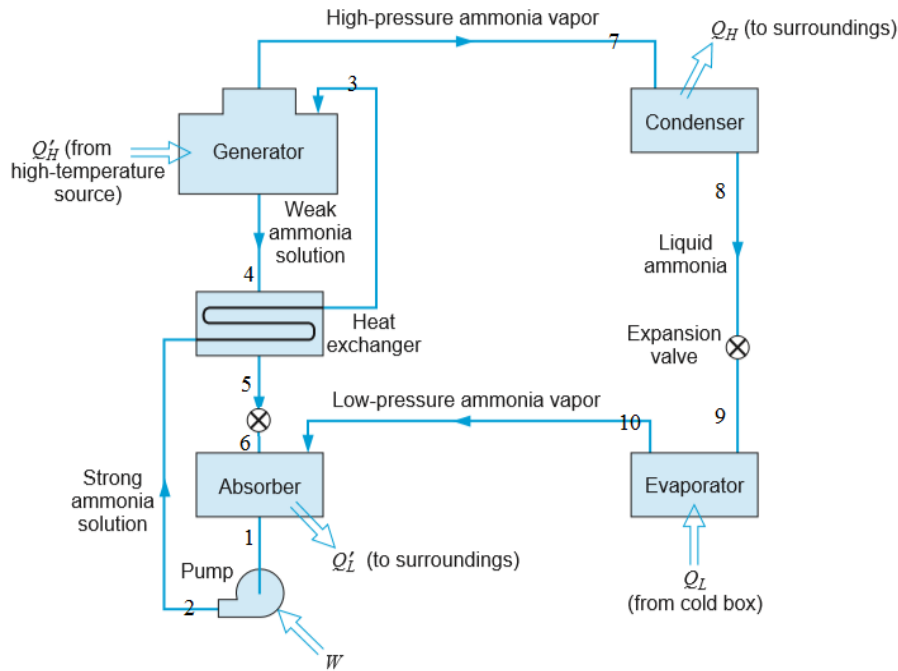 High-pressure ammonia vapor
7
Q_H (to surroundings)
3
Generator
Condenser
Q′_H (from
high-temperature
source)
8
Weak
ammonia
solution
Liquid
ammonia
4
Heat
exchanger
Expansion
valve
5
Low-pressure ammonia vapor
10
9
6
Strong
ammonia
solution
Absorber
Evaporator
1
Q′_L (to surroundings)
Pump
2
Q_L
(from cold box)
W